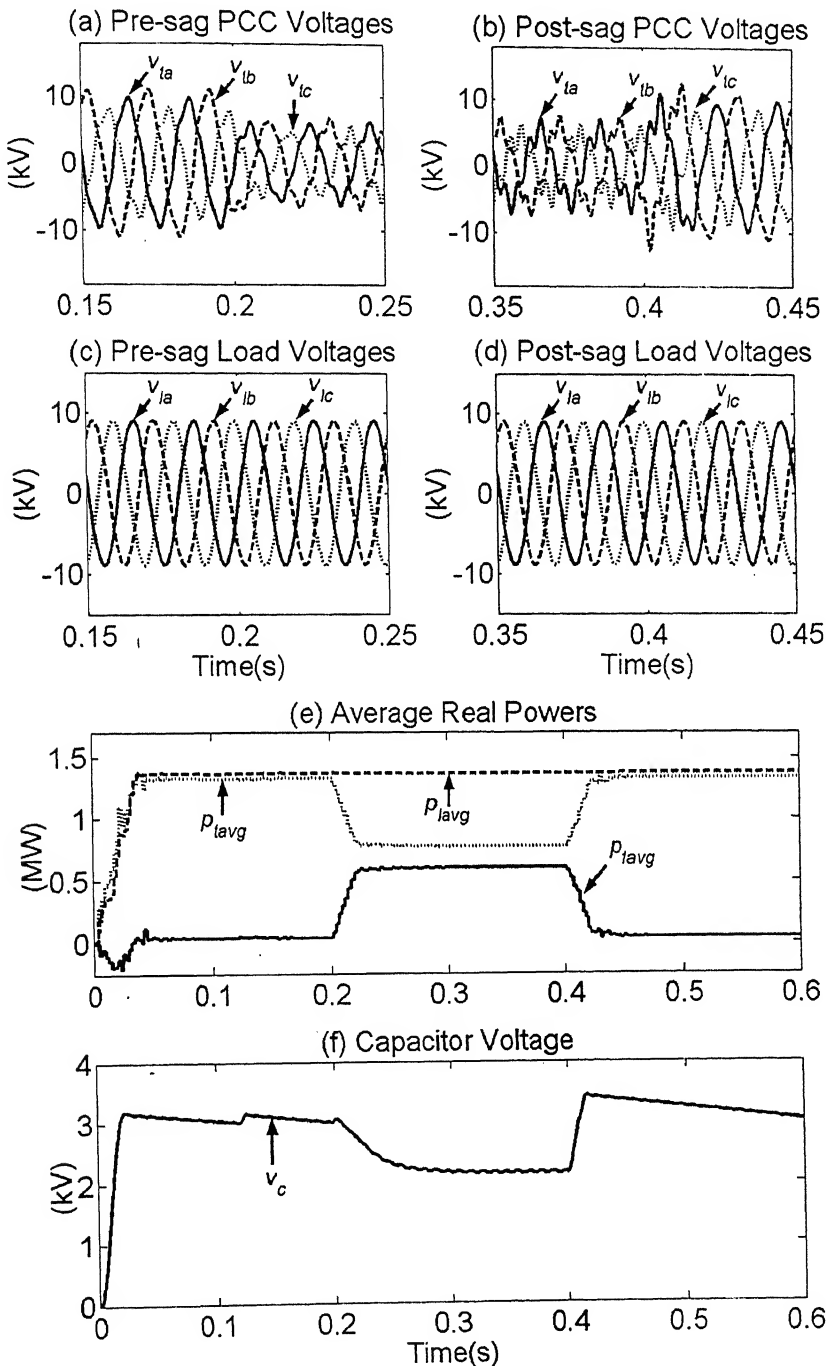 (a) Pre-sag PCC Voltages
(b) Post-sag PCC Voltages
v_ta v_tb v_tc
v_ta v_tb v_tc
(kV)
10
0
-10
0.15 0.2 0.25
(kV)
10
0
-10
0.35 0.4 0.45
(c) Pre-sag Load Voltages
(d) Post-sag Load Voltages
v_la v_lb v_lc
v_la v_lb v_lc
(kV)
10
0
-10
0.15 0.2 0.25
Time(s)
(kV)
10
0
-10
0.35 0.4 0.45
Time(s)
(e) Average Real Powers
(MW)
1.5
1
0.5
0
p_tavg
p_lavg
p_1avg
0 0.1 0.2 0.3 0.4 0.5 0.6
(f) Capacitor Voltage
(kV)
4
3
2
1
0
v_c
0 0.1 0.2 0.3 0.4 0.5 0.6
Time(s)